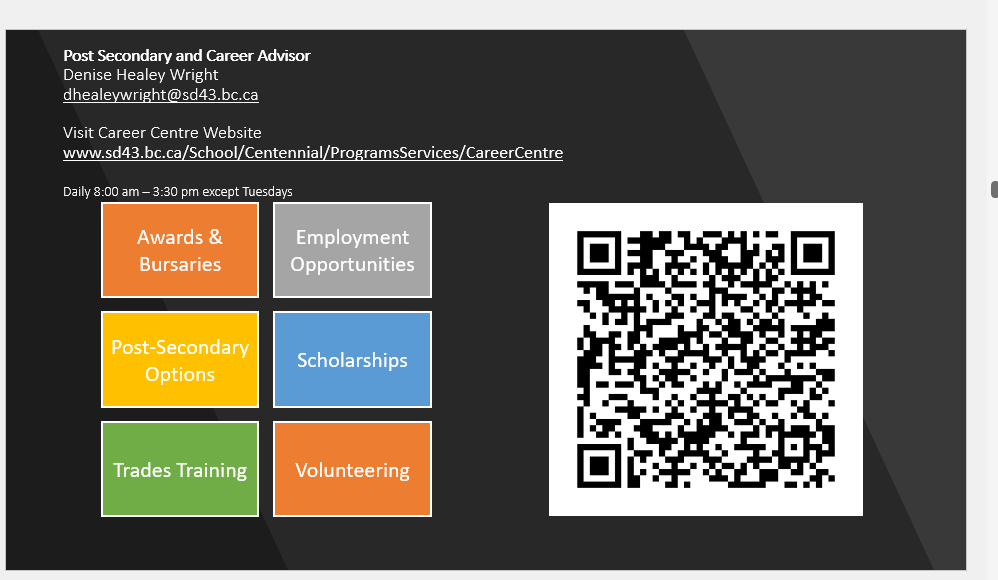 Post Secondary and Career Advisor
Denise Healey Wright
dhealeywright@sd43.bc.ca
Visit Career Centre Website
www.sd43.bc.ca/School/Centennial/ProgramsServices/CareerCentre
Daily 8:00 am – 3:30 pm except Tuesdays
Awards &
Bursaries
Employment
Opportunities
Post-Secondary
Options
Scholarships
Trades Training
Volunteering